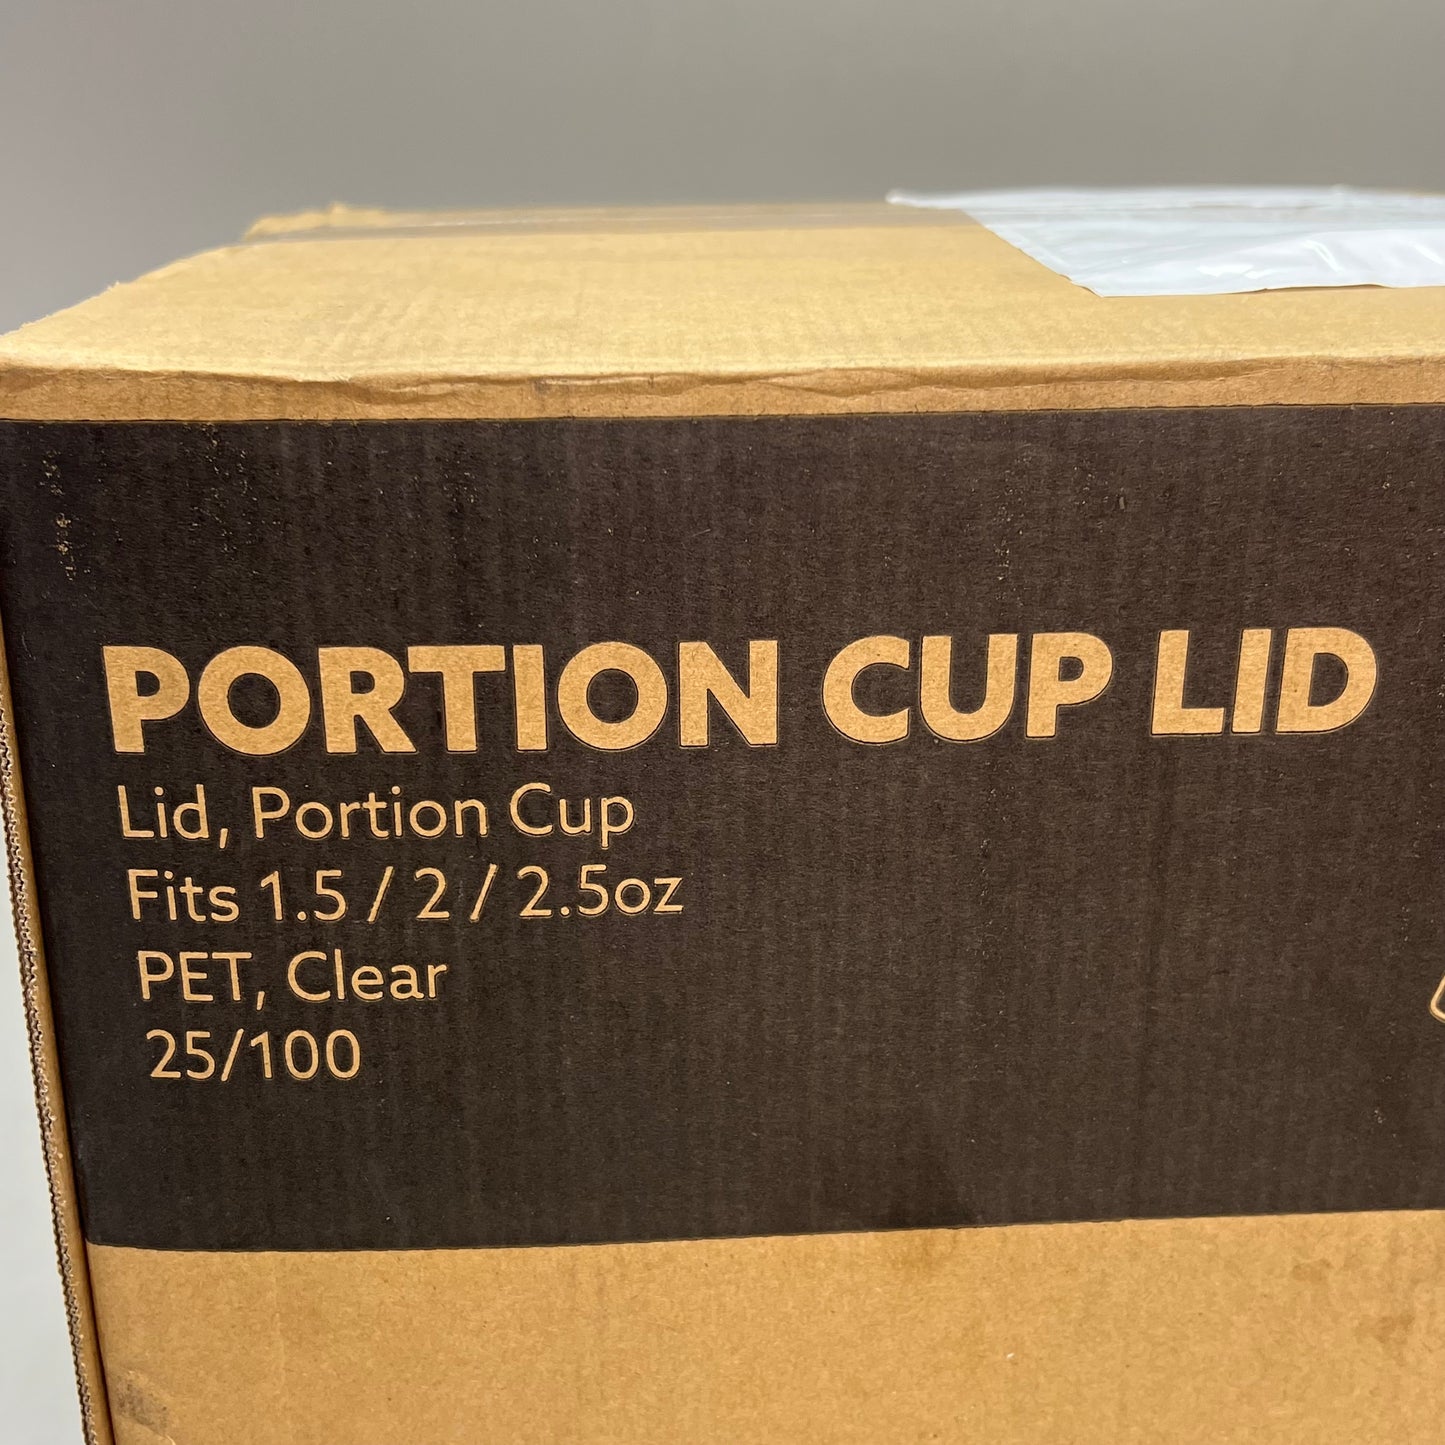 PORTION CUP LID
Lid, Portion Cup
Fits 1.5 / 2 / 2.5oz
PET, Clear
25/100